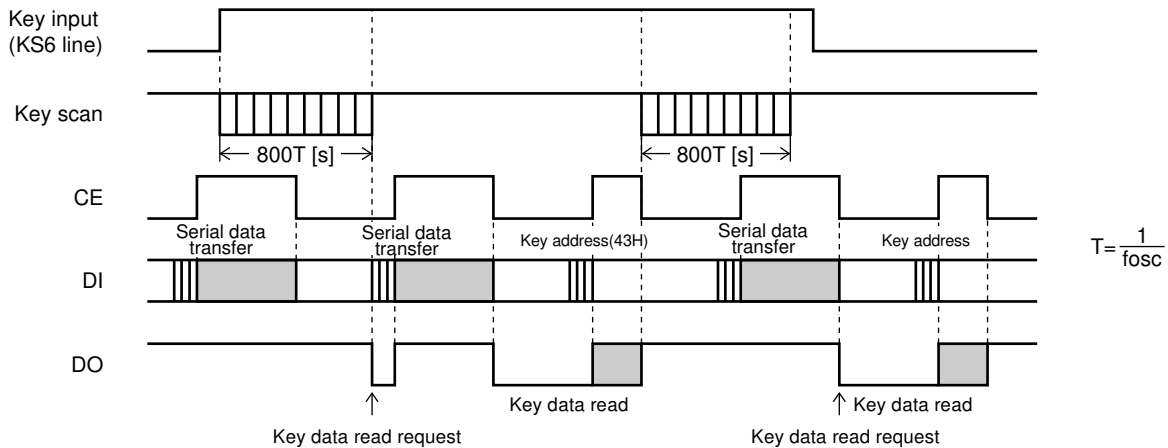 Key input
(KS6 line)
Key scan
800T [s]
800T [s]
CE
Serial data
transfer
Serial data
transfer
Key address(43H)
Serial data
transfer
Key address
T= 1
fosc
DI
DO
Key data read
Key data read
Key data read request
Key data read request